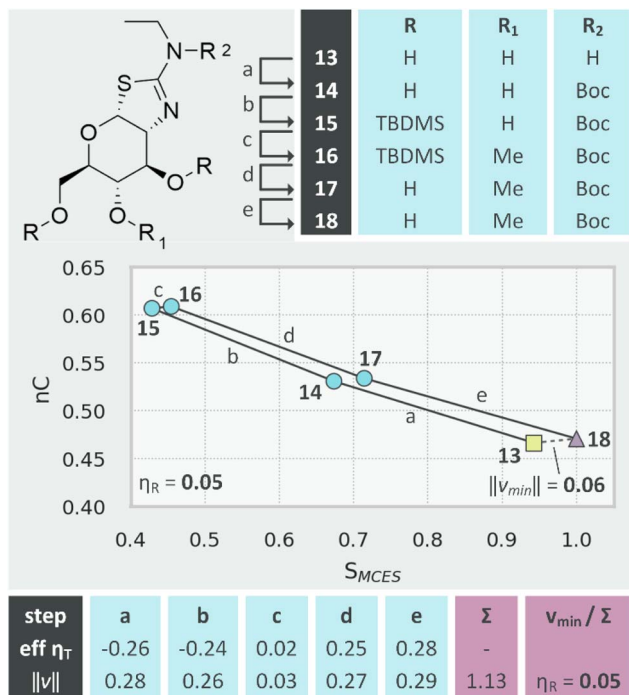 N–R 2
S
N
O
O
R
O
R
O
R1
a
b
c
d
e
R R₁ R₂
13 H H H
14 H H Boc
15 TBDMS H Boc
16 TBDMS Me Boc
17 H Me Boc
18 H Me Boc
nC
0.65
0.60
0.55
0.50
0.45
0.40
c 16
15
d
b
17
14
a
e
13
18
ηR = 0.05
||vmin|| = 0.06
0.4 0.5 0.6 0.7 0.8 0.9 1.0
SMCES
step a b c d e Σ vmin / Σ
eff ηT -0.26 -0.24 0.02 0.25 0.28 -
||v|| 0.28 0.26 0.03 0.27 0.29 1.13 ηR = 0.05